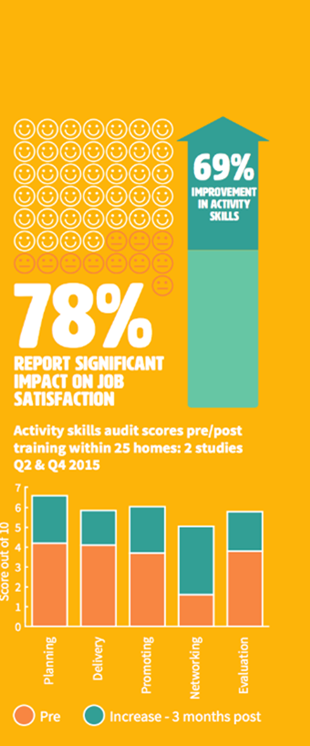 69%
IMPROVEMENT
IN ACTIVITY
SKILLS
78%
REPORT SIGNIFICANT
IMPACT ON JOB
SATISFACTION
Activity skills audit scores pre/post
training within 25 homes: 2 studies
Q2 & Q4 2015
Score out of 10
7
6
5
4
3
2
1
0
Planning
Delivery
Promoting
Networking
Evaluation
Pre
Increase - 3 months post